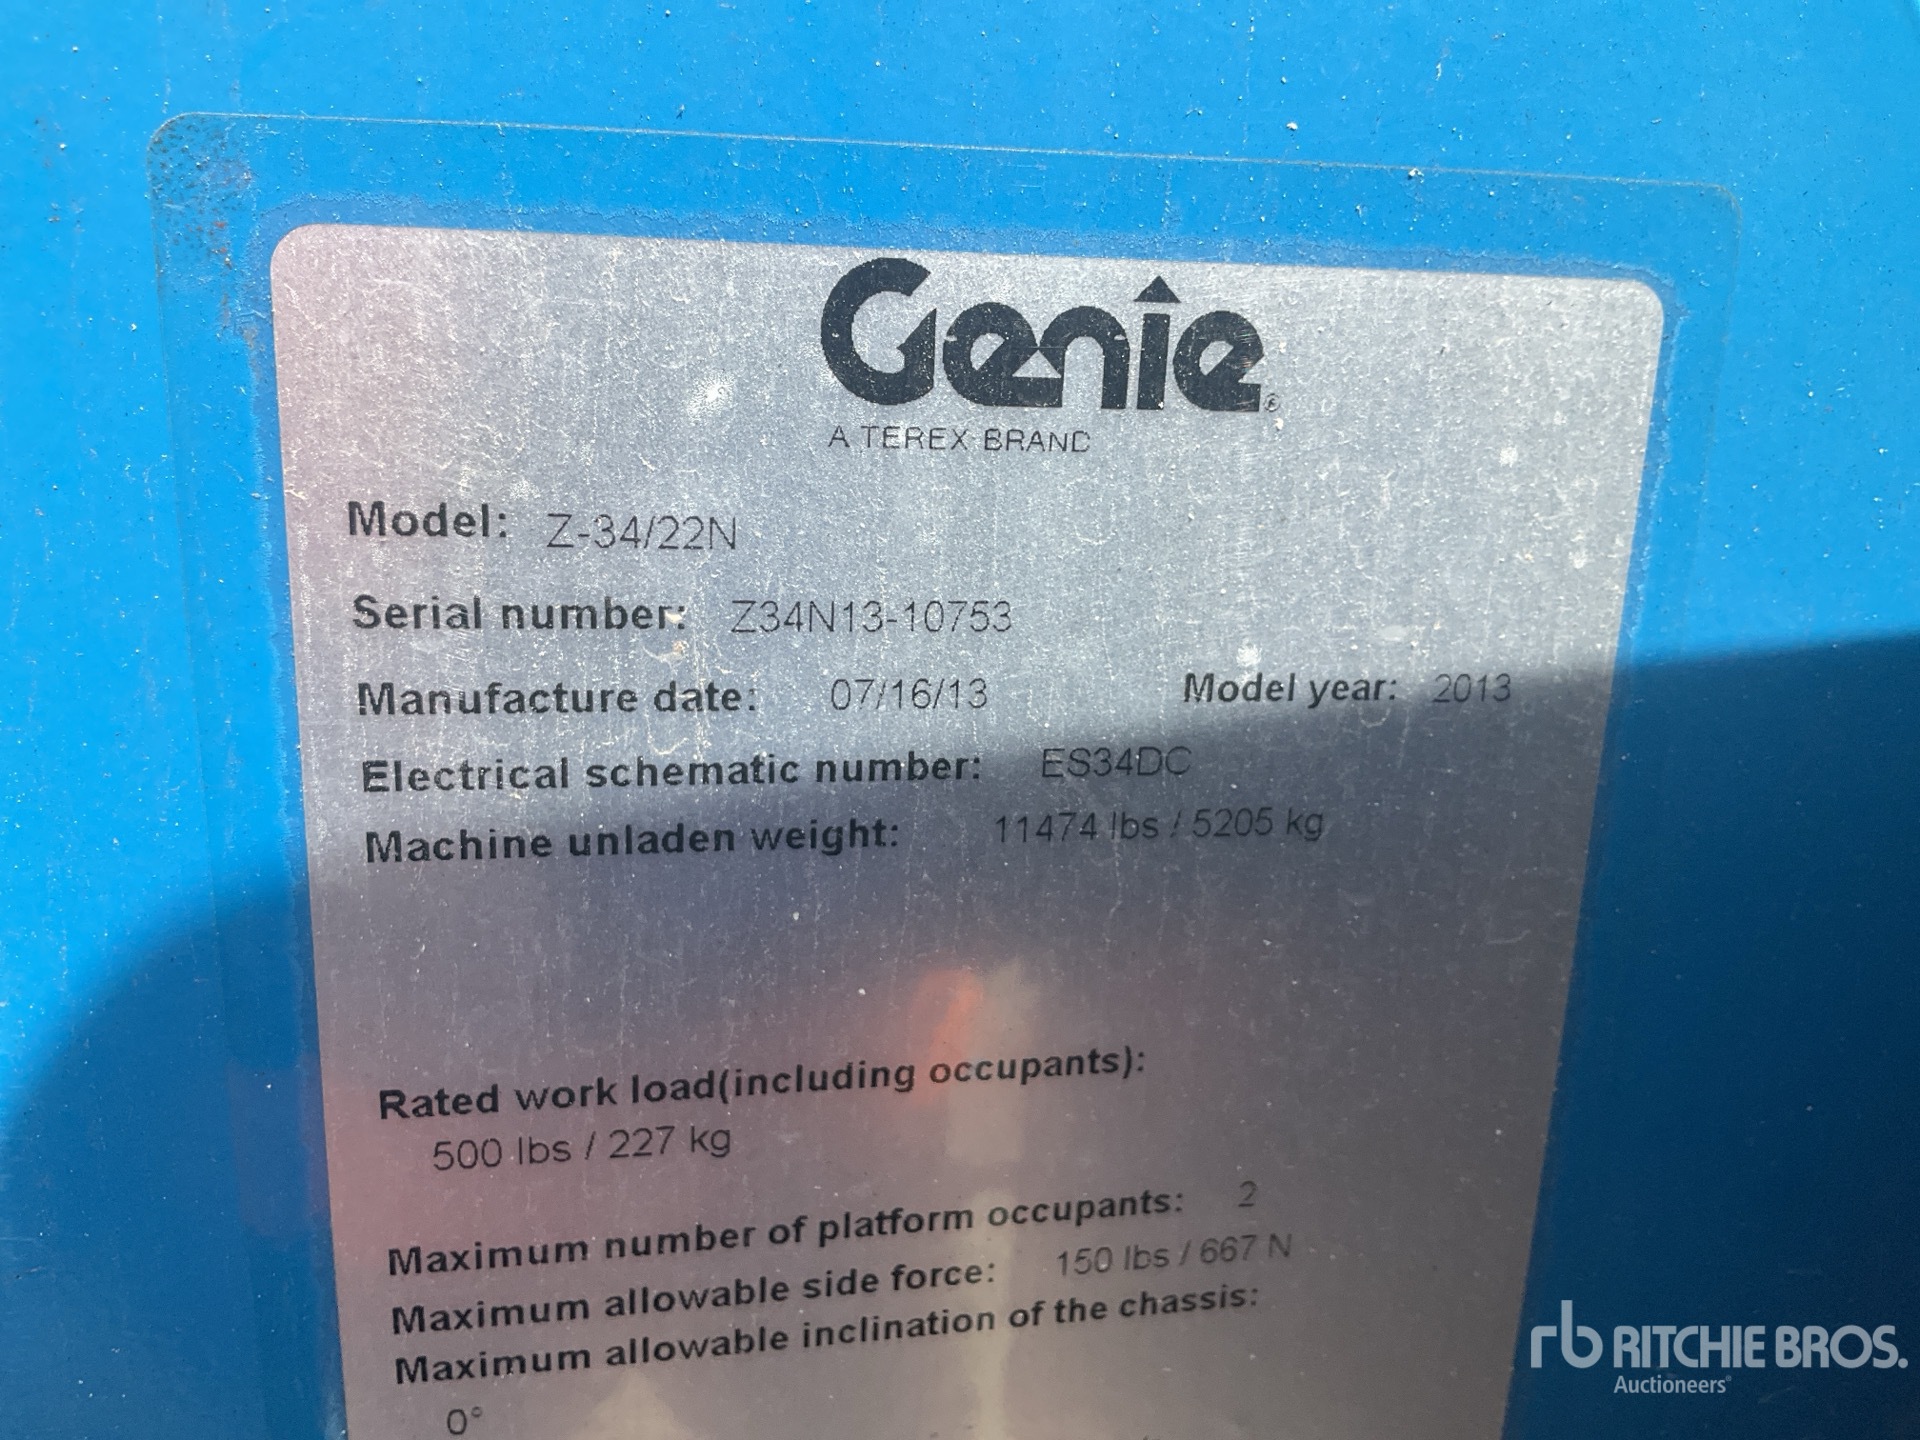 Genie®
A TEREX BRAND
Model: Z-34/22N
Serial number: Z34N13-10753
Manufacture date: 07/16/13 Model year: 2013
Electrical schematic number: ES34DC
Machine unladen weight: 11474 lbs / 5205 kg
Rated work load(including occupants):
500 lbs / 227 kg
Maximum number of platform occupants: 2
Maximum allowable side force: 150 lbs / 667 N
Maximum allowable inclination of the chassis:
0°
rb RITCHIE BROS.
Auctioneers®